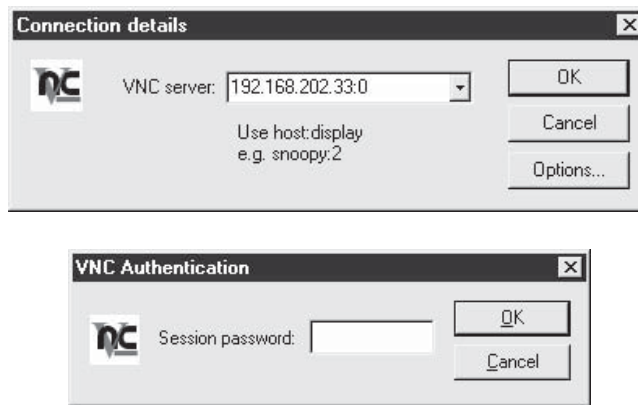 Connection details
VNC server: 192.168.202.33:0
OK
Use host:display
e.g. snoopy:2
Cancel
Options...
VNC Authentication
Session password:
OK
Cancel